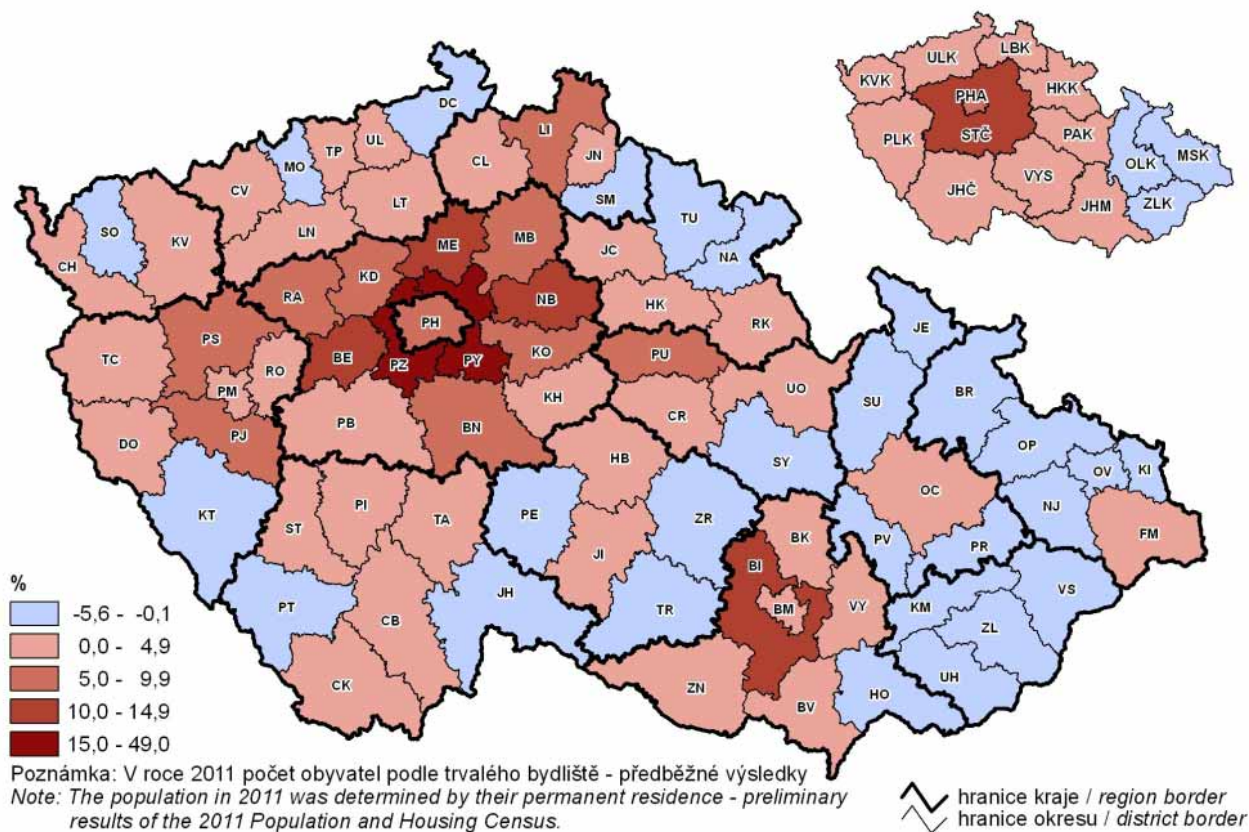 DC
LI
UL
TP
MO
CL
JN
CV
LT
SM
SO
KV
LN
TU
CH
ME
MB
JC
NA
KD
RA
NB
HK
PH
RK
PS
BE
PZ
PY
KO
PU
TC
RO
PM
KH
UO
PB
BN
CR
DO
PJ
JE
SU
BR
HB
SY
OP
OV
KI
KT
ST
PI
TA
PE
ZR
OC
NJ
FM
JI
BK
PV
PR
BI
PT
CB
JH
TR
BM
VY
KM
VS
ZL
CK
ZN
BV
HO
UH
ULK
LBK
KVK
PHA
HKK
STČ
PLK
PAK
OLK
MSK
VYS
JHČ
JHM
ZLK
%
-5,6 - -0,1
0,0 - 4,9
5,0 - 9,9
10,0 - 14,9
15,0 - 49,0
Poznámka: V roce 2011 počet obyvatel podle trvalého bydliště - předběžné výsledky
Note: The population in 2011 was determined by their permanent residence - preliminary
results of the 2011 Population and Housing Census.
hranice kraje / region border
hranice okresu / district border